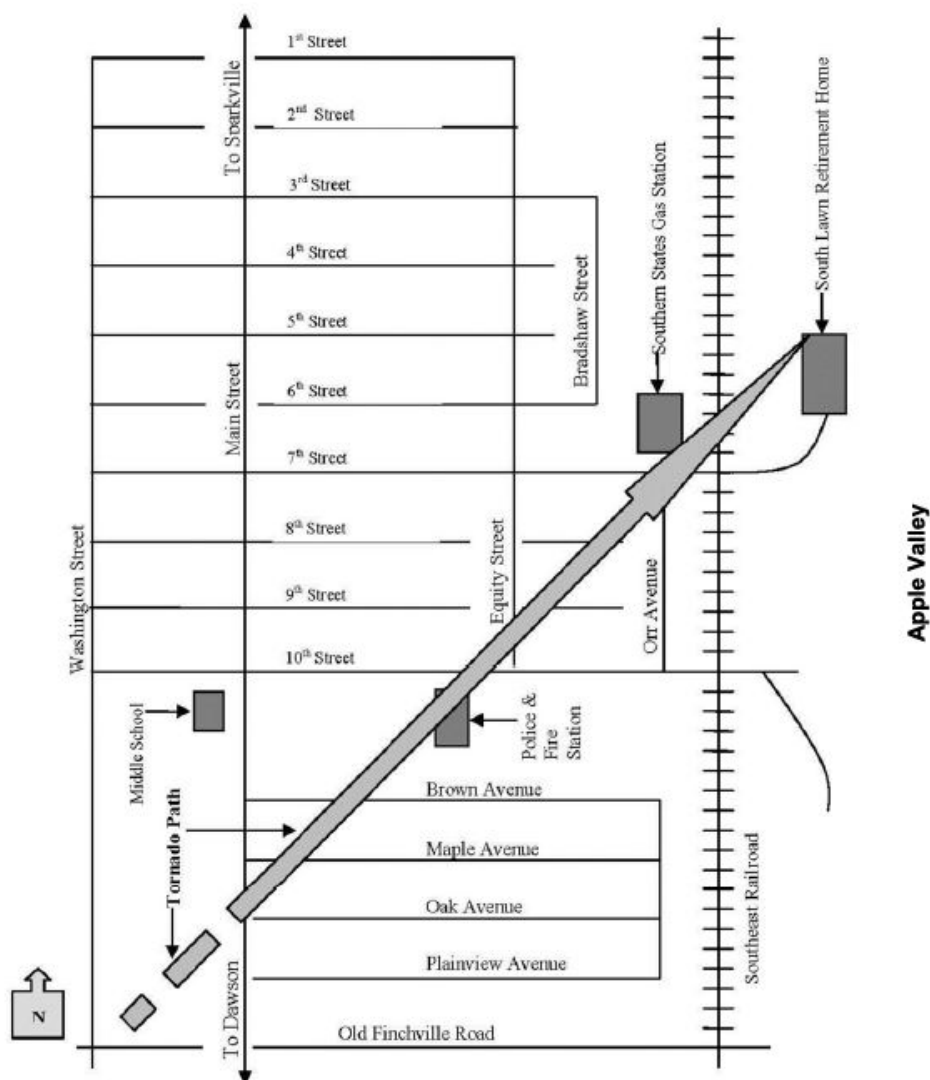 1st Street
2nd Street
To Sparkville
3rd Street
4th Street
5th Street
Bradshaw Street
Southern States Gas Station
South Lawn Retirement Home
6th Street
Main Street
7th Street
8th Street
9th Street
Equity Street
Washington Street
10th Street
Orr Avenue
Apple Valley
Middle School
Police &
Fire
Station
Brown Avenue
Tornado Path
Maple Avenue
Oak Avenue
Plainview Avenue
Southeast Railroad
N
To Dawson
Old Finchville Road